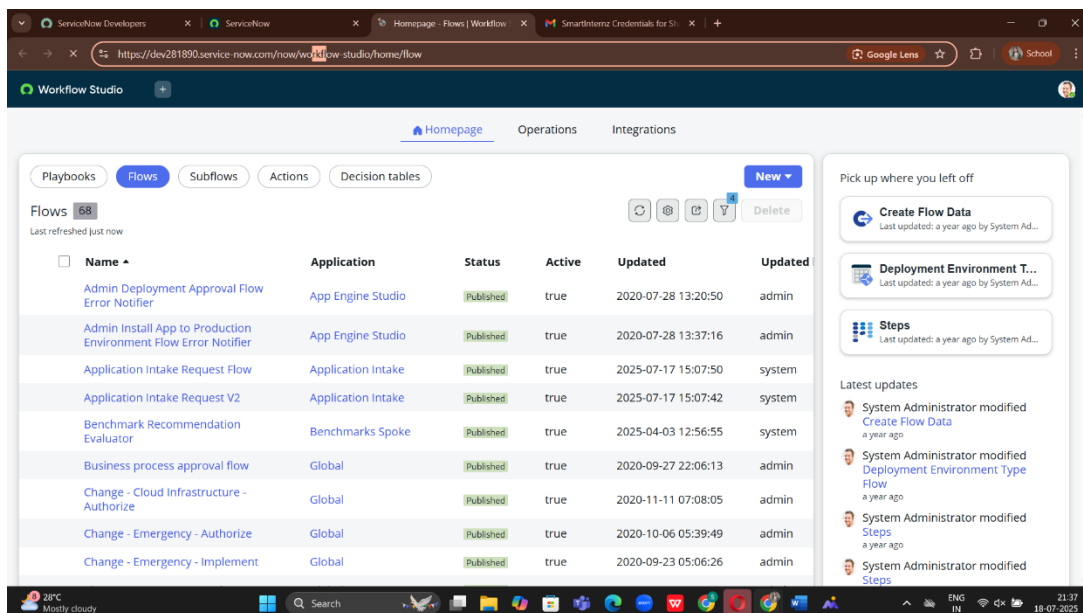 ServiceNow Developers
ServiceNow
Homepage - Flows | Workflow S
SmartInternz Credentials for Sh
https://dev281890.service-now.com/now/workflow-studio/home/flow
Google Lens
School
Workflow Studio
Homepage Operations Integrations
Playbooks Flows Subflows Actions Decision tables
New
Flows 68
4
Delete
Last refreshed just now
Name Application Status Active Updated Updated
Admin Deployment Approval Flow
Error Notifier
App Engine Studio Published true 2020-07-28 13:20:50 admin
Admin Install App to Production
Environment Flow Error Notifier
App Engine Studio Published true 2020-07-28 13:37:16 admin
Application Intake Request Flow Application Intake Published true 2025-07-17 15:07:50 system
Application Intake Request V2 Application Intake Published true 2025-07-17 15:07:42 system
Benchmark Recommendation
Evaluator
Benchmarks Spoke Published true 2025-04-03 12:56:55 system
Business process approval flow Global Published true 2020-09-27 22:06:13 admin
Change - Cloud Infrastructure -
Authorize
Global Published true 2020-11-11 07:08:05 admin
Change - Emergency - Authorize Global Published true 2020-10-06 05:39:49 admin
Change - Emergency - Implement Global Published true 2020-09-23 05:06:26 admin
Pick up where you left off
Create Flow Data
Last updated: a year ago by System Ad...
Deployment Environment T...
Last updated: a year ago by System Ad...
Steps
Last updated: a year ago by System Ad...
Latest updates
System Administrator modified
Create Flow Data
a year ago
System Administrator modified
Deployment Environment Type
Flow
a year ago
System Administrator modified
Steps
a year ago
System Administrator modified
Steps
8
28°C
Mostly cloudy
Search
ENG
IN
21:37
18-07-2025